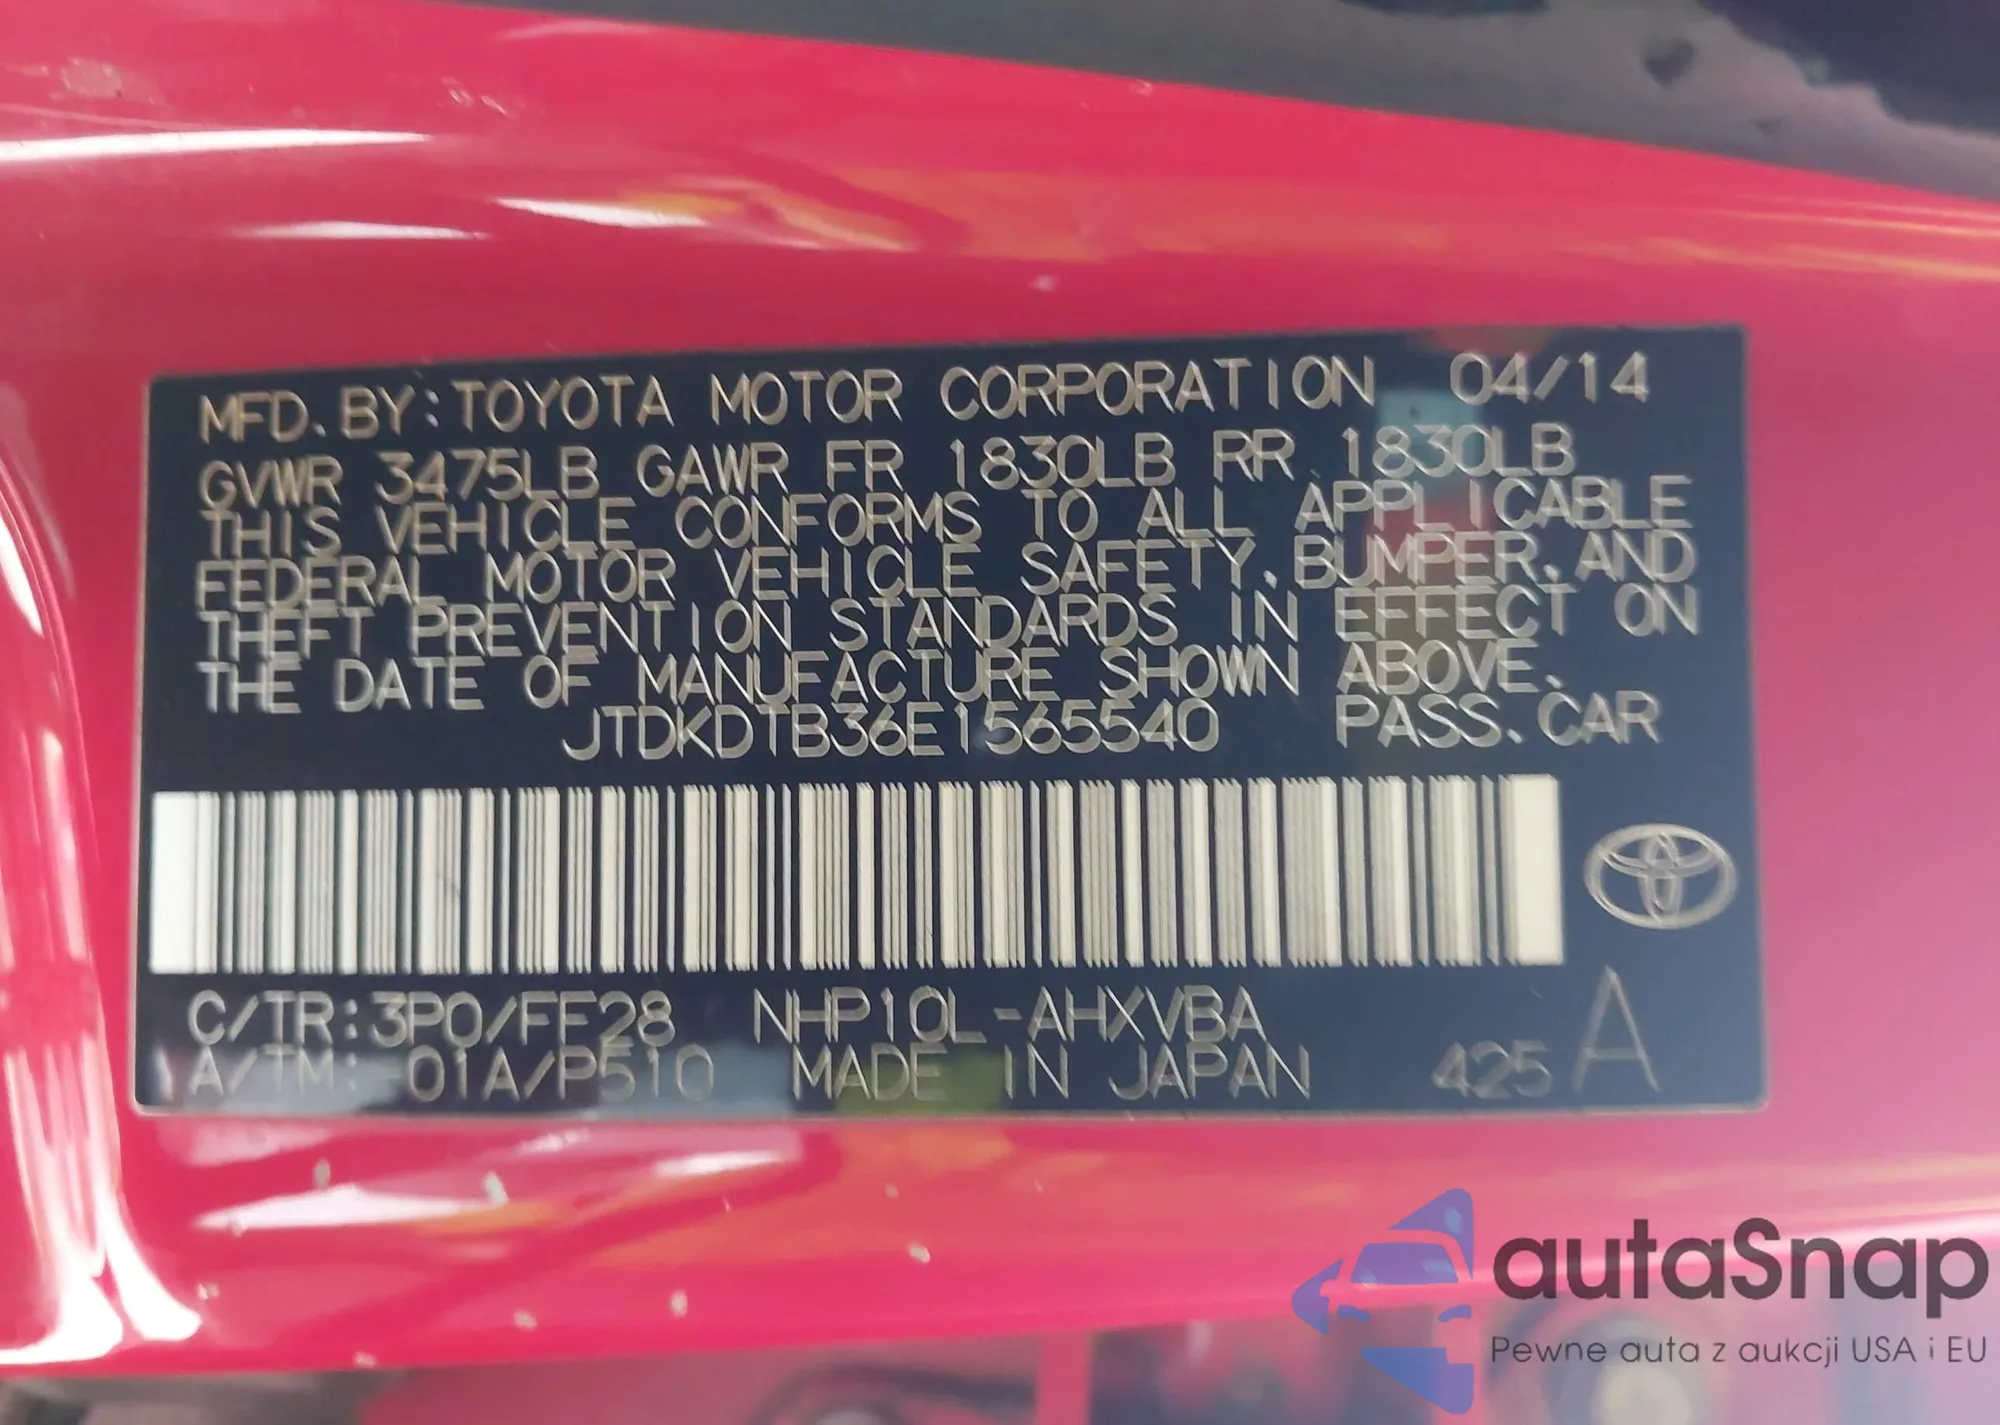 MFD. BY: TOYOTA MOTOR CORPORATION 04/14
GVWR 3475LB GAWR FR 1830LB RR 1830LB
THIS VEHICLE CONFORMS TO ALL APPLICABLE
FEDERAL MOTOR VEHICLE SAFETY, BUMPER, AND
THEFT PREVENTION STANDARDS IN EFFECT ON
THE DATE OF MANUFACTURE SHOWN ABOVE.
JTDKDTB36E1565540 PASS. CAR
C/TR: 3P0/FF28 NHP10L-AHXVBA
A/TM: -01A/P510 MADE IN JAPAN 425 A
autaSnap
Pewne auta z aukcji USA i EU